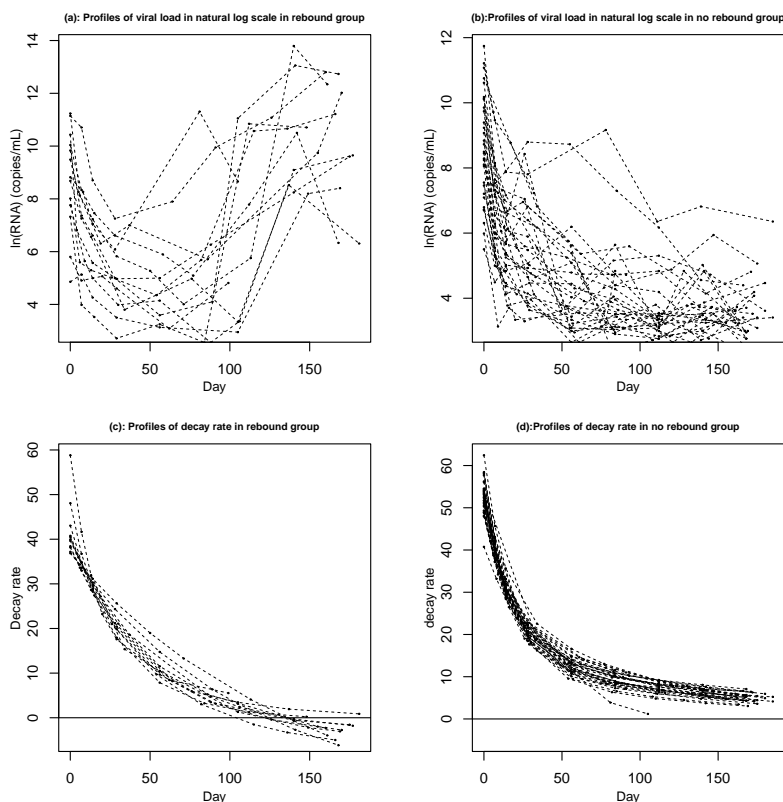 (a): Profiles of viral load in natural log scale in rebound group
14
12
10
8
6
4
ln(RNA) (copies/mL)
0 50 100 150
Day
(b):Profiles of viral load in natural log scale in no rebound group
12
10
8
6
4
ln(RNA) (copies/mL)
0 50 100 150
Day
(c): Profiles of decay rate in rebound group
60
50
40
30
20
10
0
Decay rate
0 50 100 150
Day
(d):Profiles of decay rate in no rebound group
60
50
40
30
20
10
0
decay rate
0 50 100 150
Day